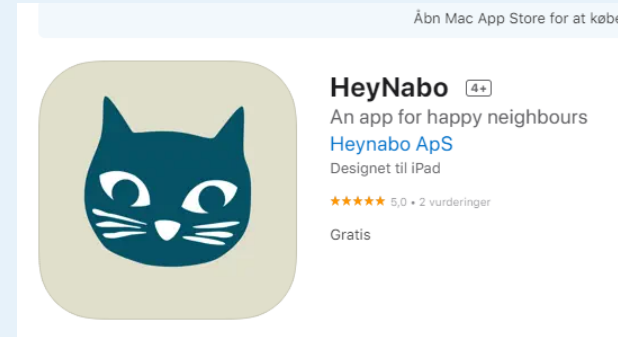 Åbn Mac App Store for at købe
HeyNabo 4+
An app for happy neighbours
Heynabo ApS
Designet til iPad
★★★★★ 5,0 • 2 vurderinger
Gratis